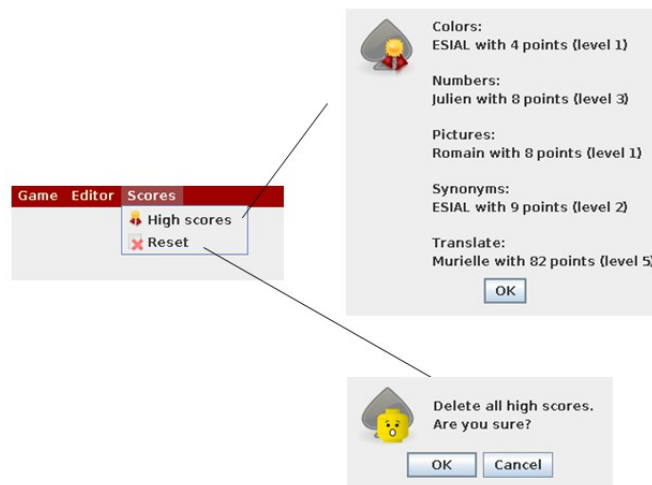 Game Editor Scores
High scores
Reset
Colors:
ESIAL with 4 points (level 1)
Numbers:
Julien with 8 points (level 3)
Pictures:
Romain with 8 points (level 1)
Synonyms:
ESIAL with 9 points (level 2)
Translate:
Murielle with 82 points (level 5)
OK
Delete all high scores.
Are you sure?
OK Cancel